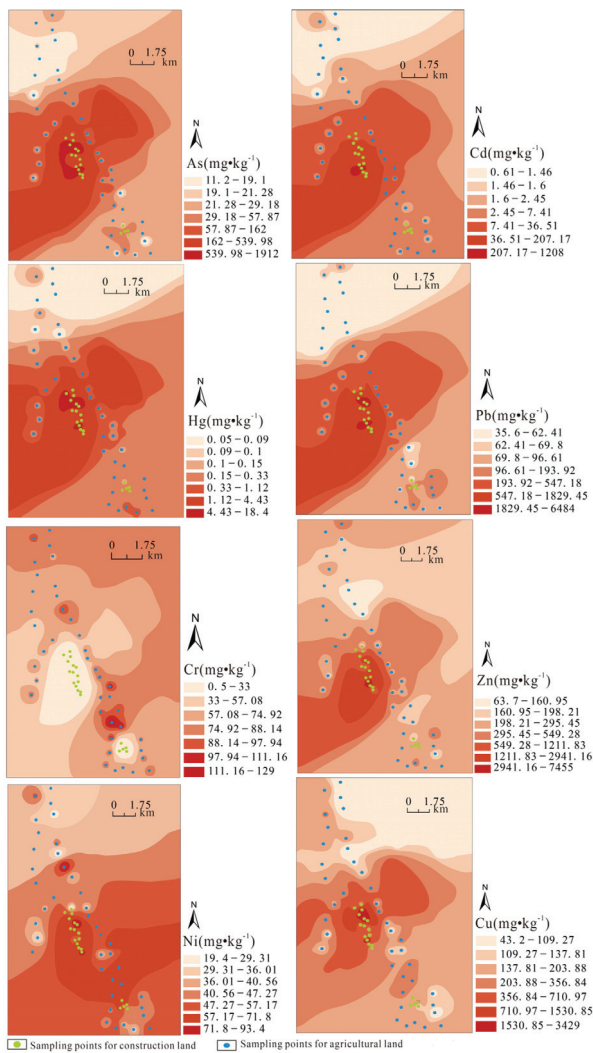 0 1.75
km
N
As(mg•kg⁻¹)
11. 2－19. 1
19. 1－21. 28
21. 28－29. 18
29. 18－57. 87
57. 87－162
162－539. 98
539. 98－1912
0 1.75
km
N
Cd(mg•kg⁻¹)
0. 61－1. 46
1. 46－1. 6
1. 6－2. 45
2. 45－7. 41
7. 41－36. 51
36. 51－207. 17
207. 17－1208
0 1.75
km
N
Hg(mg•kg⁻¹)
0. 05－0. 09
0. 09－0. 1
0. 1－0. 15
0. 15－0. 33
0. 33－1. 12
1. 12－4. 43
4. 43－18. 4
0 1.75
km
N
Pb(mg•kg⁻¹)
35. 6－62. 41
62. 41－69. 8
69. 8－96. 61
96. 61－193. 92
193. 92－547. 18
547. 18－1829. 45
1829. 45－6484
0 1.75
km
N
Cr(mg•kg⁻¹)
0. 5－33
33－57. 08
57. 08－74. 92
74. 92－88. 14
88. 14－97. 94
97. 94－111. 16
111. 16－129
0 1.75
km
N
Zn(mg•kg⁻¹)
63. 7－160. 95
160. 95－198. 21
198. 21－295. 45
295. 45－549. 28
549. 28－1211. 83
1211. 83－2941. 16
2941. 16－7455
0 1.75
km
N
Ni(mg•kg⁻¹)
19. 4－29. 31
29. 31－36. 01
36. 01－40. 56
40. 56－47. 27
47. 27－57. 17
57. 17－71. 8
71. 8－93. 4
0 1.75
km
N
Cu(mg•kg⁻¹)
43. 2－109. 27
109. 27－137. 81
137. 81－203. 88
203. 88－356. 84
356. 84－710. 97
710. 97－1530. 85
1530. 85－3429
Sampling points for construction land Sampling points for agricultural land